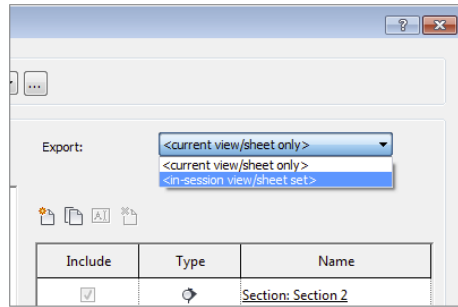 ...
Export:
<current view/sheet only>
<current view/sheet only>
<in-session view/sheet set>
AI
Include Type Name
Section: Section 2